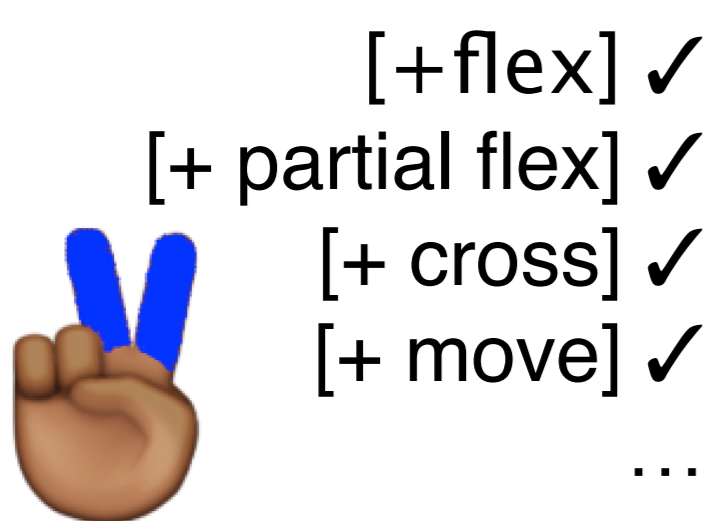 [+flex] ✓
[+ partial flex] ✓
[+ cross] ✓
[+ move] ✓
...